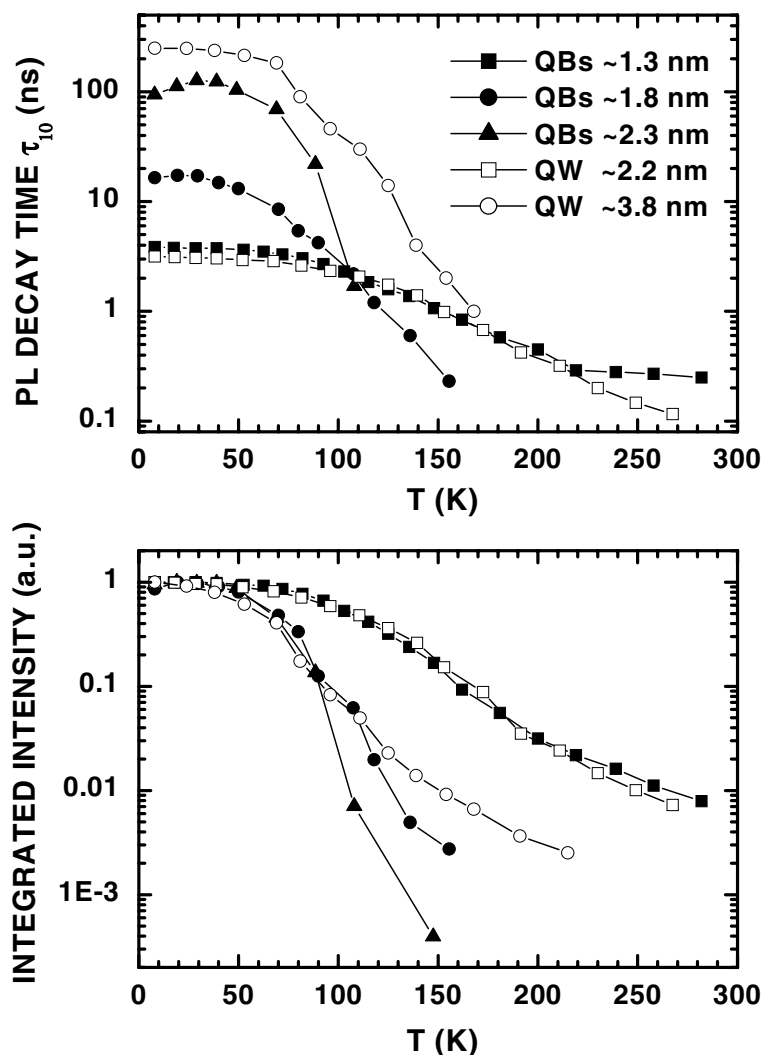 PL DECAY TIME τ10 (ns)
100
10
1
0.1
QBs ~1.3 nm
QBs ~1.8 nm
QBs ~2.3 nm
QW ~2.2 nm
QW ~3.8 nm
0 50 100 150 200 250 300
T (K)
INTEGRATED INTENSITY (a.u.)
1
0.1
0.01
1E-3
0 50 100 150 200 250 300
T (K)